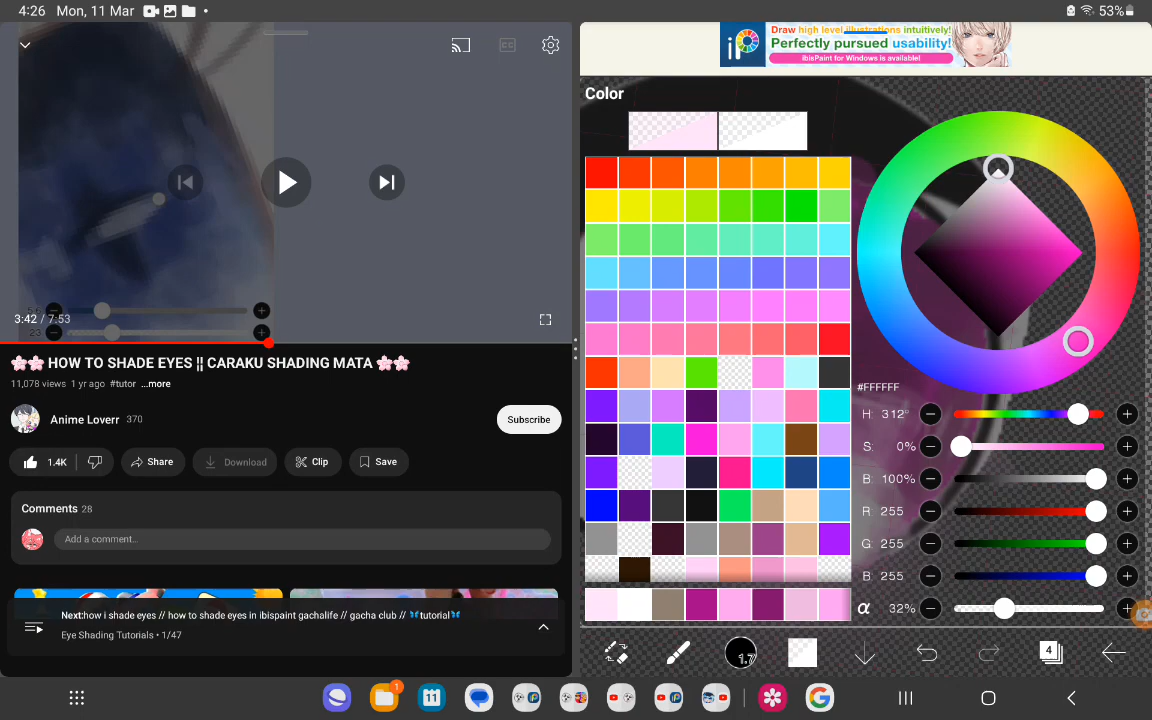 4:26 Mon, 11 Mar
53%
CC
3:42 / 7:53
🌸🌸 HOW TO SHADE EYES ¦¦ CARAKU SHADING MATA 🌸🌸
11,078 views 1 yr ago #tutor ...more
Anime Loverr 370
Subscribe
1.4K
Share
Download
Clip
Save
Comments 28
Add a comment..
Next:how i shade eyes // how to shade eyes in ibispaint gachalife // gacha club // 🦋tutorial🦋
Eye Shading Tutorials • 1/47
Draw high level illustrations intuitively!
Perfectly pursued usability!
ibisPaint for Windows is available!
iP
Color
#FFFFFF
H: 312°
S: 0%
B: 100%
R: 255
G: 255
B: 255
α 32%
1.7
4
1
11